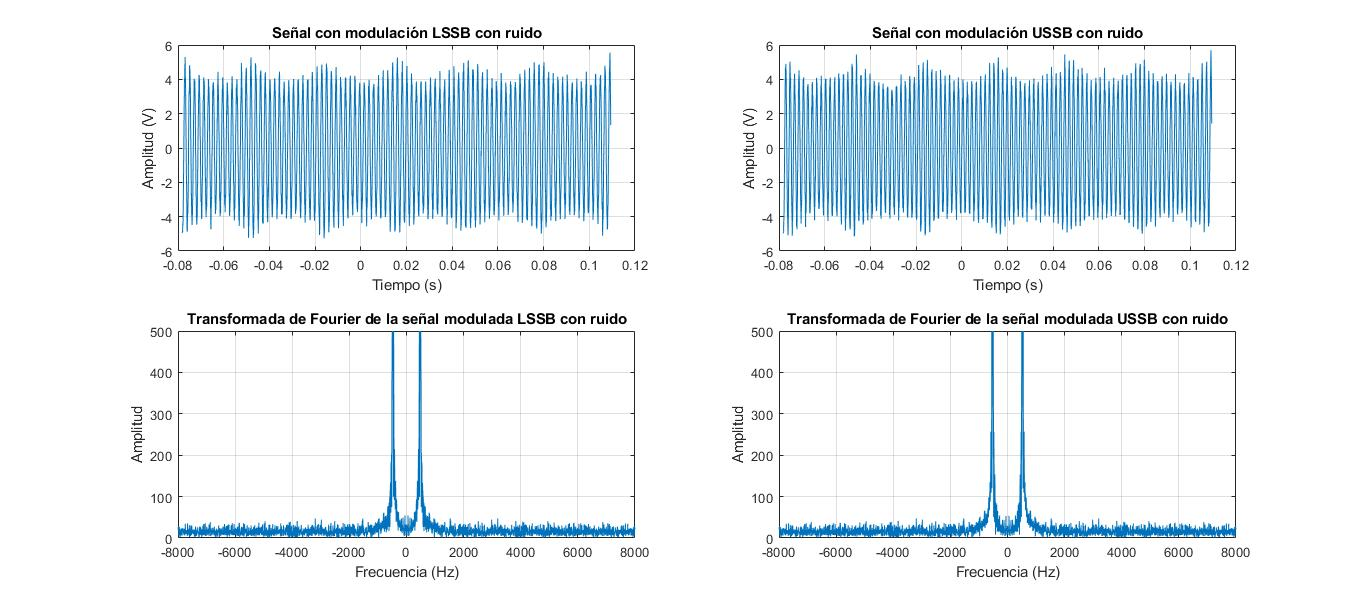 Señal con modulación LSSB con ruido
6
4
2
0
-2
-4
-6
Amplitud (V)
-0.08 -0.06 -0.04 -0.02 0 0.02 0.04 0.06 0.08 0.1 0.12
Tiempo (s)
Señal con modulación USSB con ruido
6
4
2
0
-2
-4
-6
Amplitud (V)
-0.08 -0.06 -0.04 -0.02 0 0.02 0.04 0.06 0.08 0.1 0.12
Tiempo (s)
Transformada de Fourier de la señal modulada LSSB con ruido
500
400
300
200
100
0
Amplitud
-8000 -6000 -4000 -2000 0 2000 4000 6000 8000
Frecuencia (Hz)
Transformada de Fourier de la señal modulada USSB con ruido
500
400
300
200
100
0
Amplitud
-8000 -6000 -4000 -2000 0 2000 4000 6000 8000
Frecuencia (Hz)